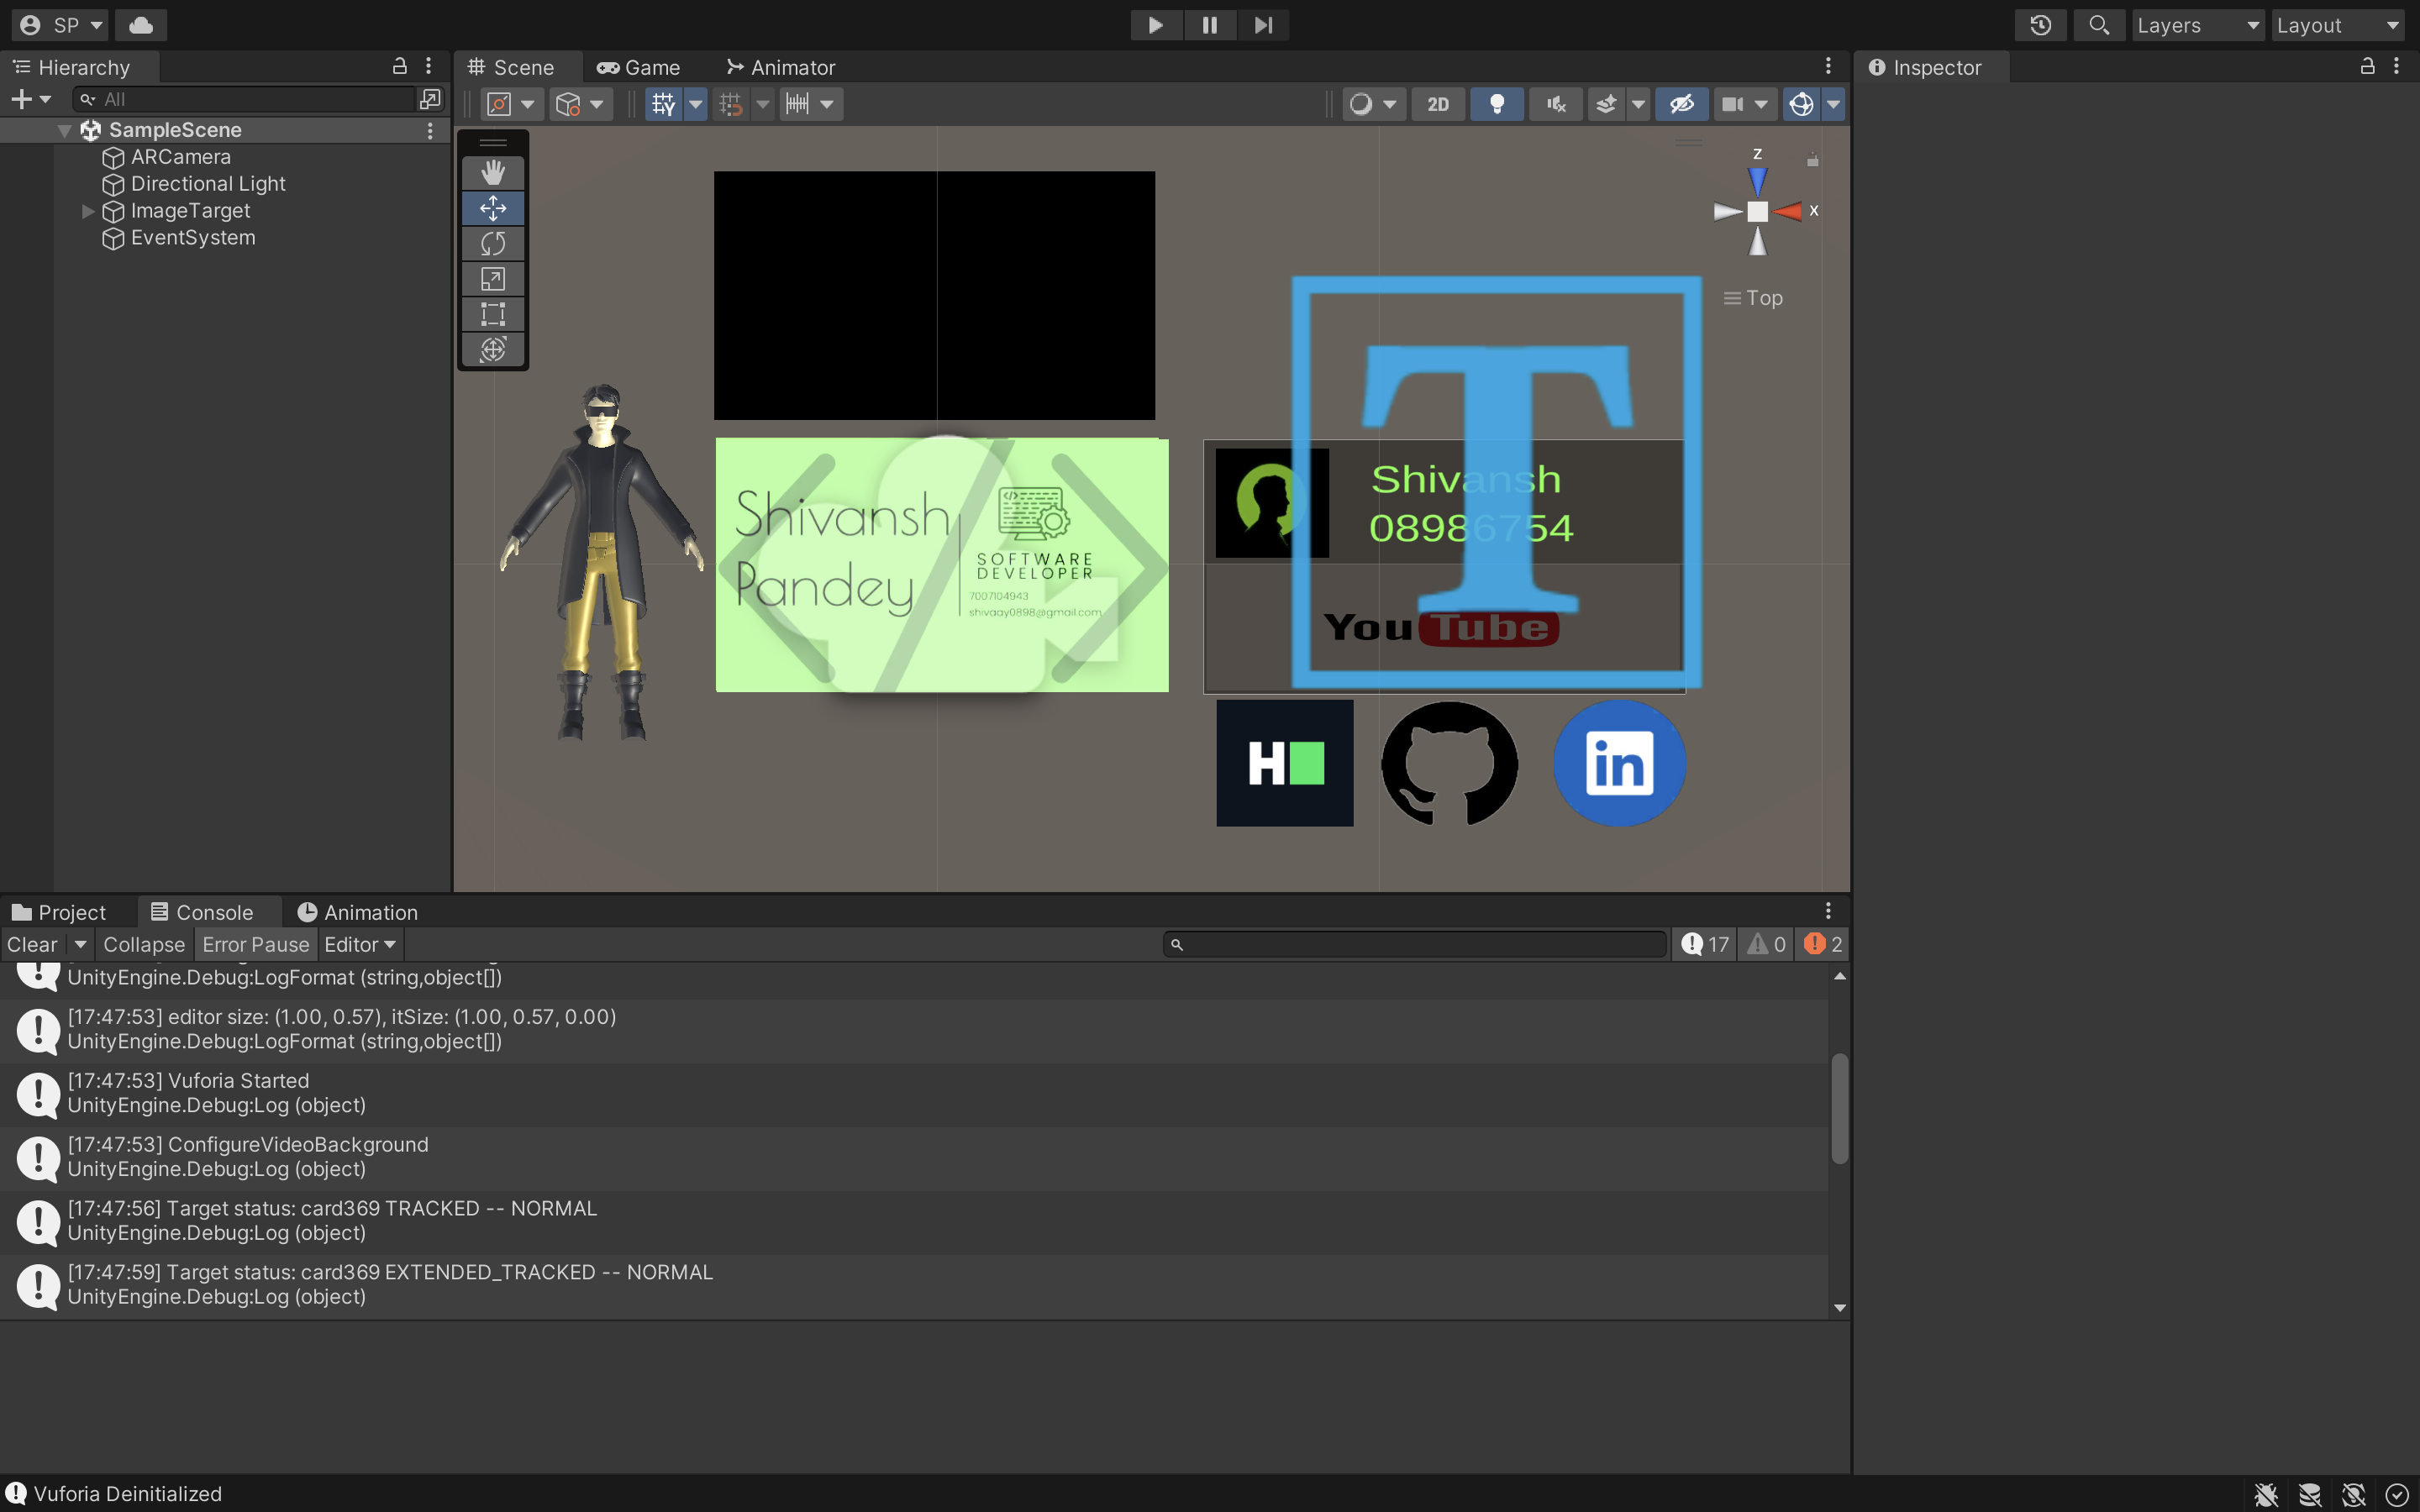 SP
Layers
Layout
Hierarchy
All
SampleScene
ARCamera
Directional Light
ImageTarget
EventSystem
Scene
Game
Animator
2D
Inspector
z
x
Top
T
Shivansh
Pandey
SOFTWARE
DEVELOPER
7007104943
shivaay0898@gmail.com
Shivansh
08986754
YouTube
H
in
Project
Console
Animation
Clear
Collapse
Error Pause
Editor
17
0
2
UnityEngine.Debug:LogFormat (string,object[])
[17:47:53] editor size: (1.00, 0.57), itSize: (1.00, 0.57, 0.00)
UnityEngine.Debug:LogFormat (string,object[])
[17:47:53] Vuforia Started
UnityEngine.Debug:Log (object)
[17:47:53] ConfigureVideoBackground
UnityEngine.Debug:Log (object)
[17:47:56] Target status: card369 TRACKED -- NORMAL
UnityEngine.Debug:Log (object)
[17:47:59] Target status: card369 EXTENDED_TRACKED -- NORMAL
UnityEngine.Debug:Log (object)
Vuforia Deinitialized